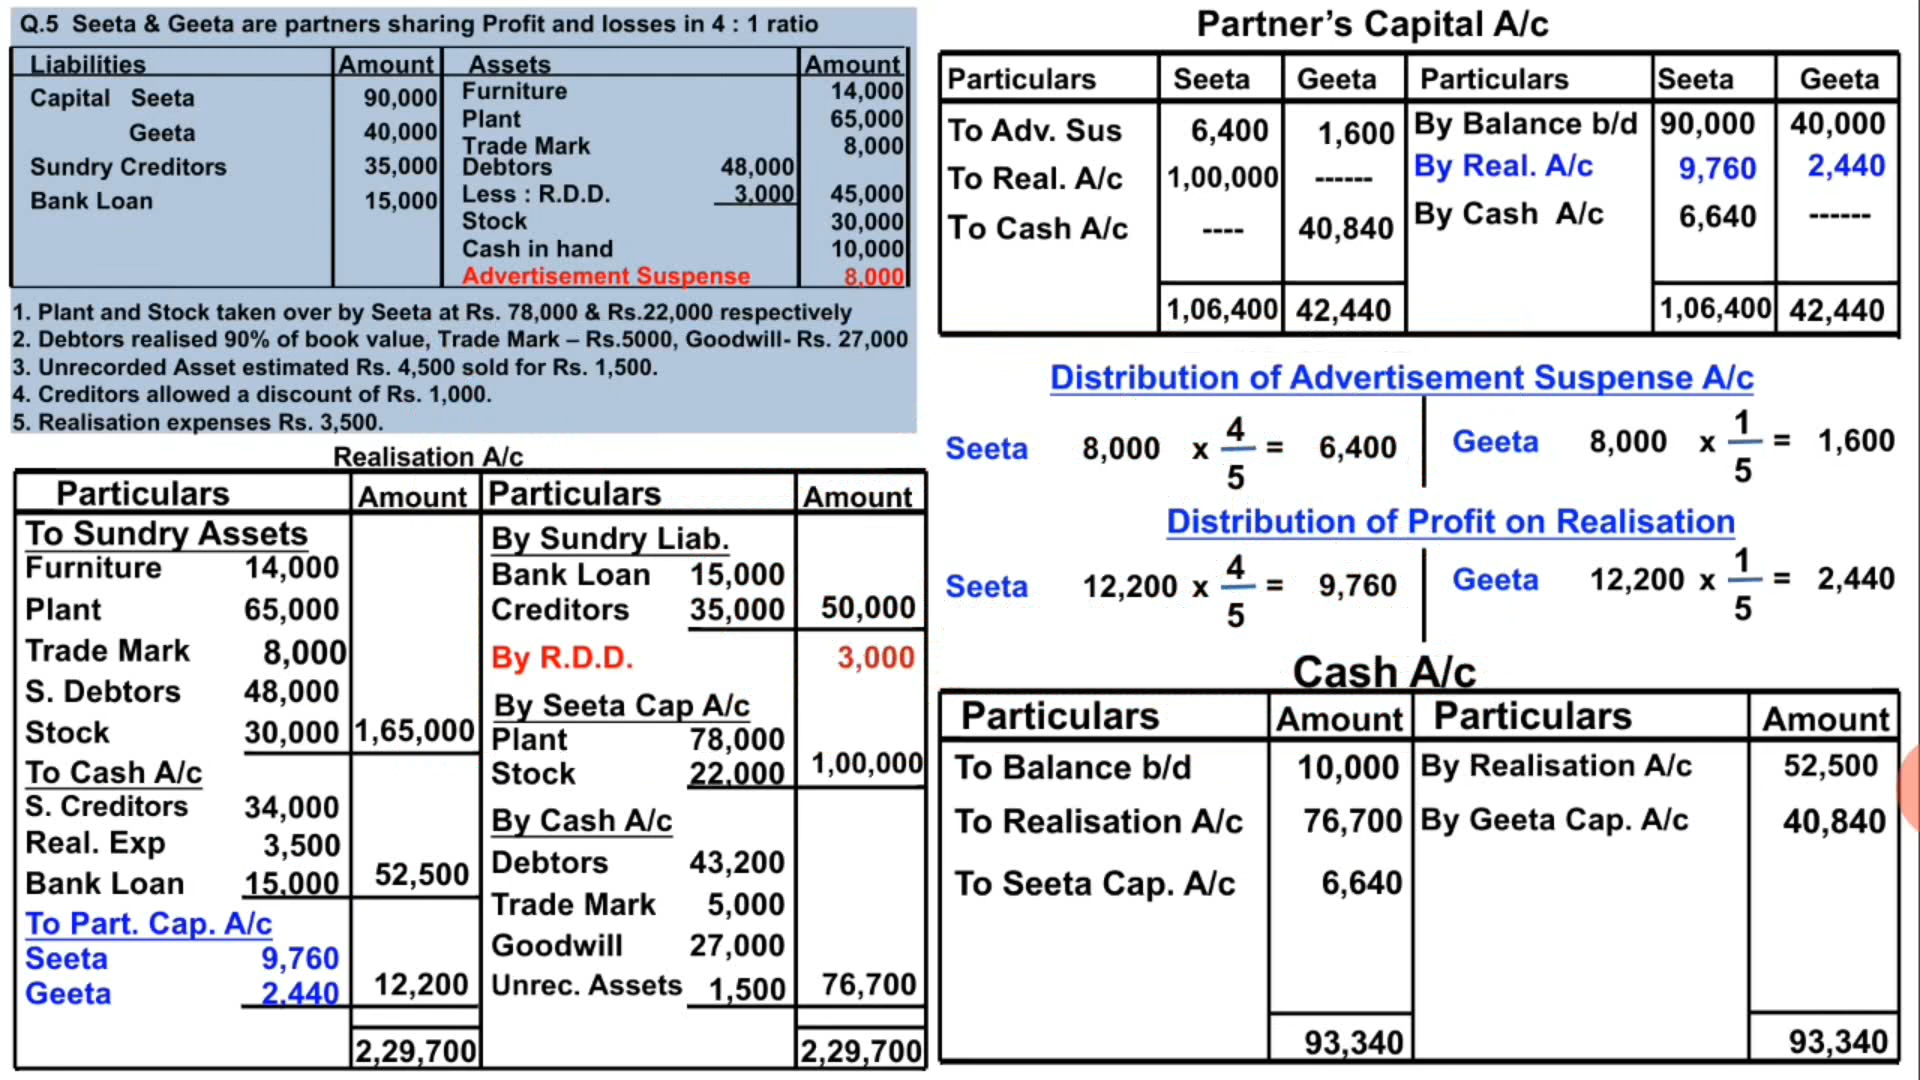 Q.5 Seeta & Geeta are partners sharing Profit and losses in 4 : 1 ratio
Liabilities Amount Assets Amount
Capital Seeta 90,000 Furniture 14,000
Geeta 40,000 Plant 65,000
Trade Mark 8,000
Sundry Creditors 35,000 Debtors 48,000
Bank Loan 15,000 Less : R.D.D. 3,000 45,000
Stock 30,000
Cash in hand 10,000
Advertisement Suspense 8,000
1. Plant and Stock taken over by Seeta at Rs. 78,000 & Rs.22,000 respectively
2. Debtors realised 90% of book value, Trade Mark – Rs.5000, Goodwill- Rs. 27,000
3. Unrecorded Asset estimated Rs. 4,500 sold for Rs. 1,500.
4. Creditors allowed a discount of Rs. 1,000.
5. Realisation expenses Rs. 3,500.
Realisation A/c
Particulars Amount Particulars Amount
To Sundry Assets By Sundry Liab.
Furniture 14,000 Bank Loan 15,000
Plant 65,000 Creditors 35,000 50,000
Trade Mark 8,000 By R.D.D. 3,000
S. Debtors 48,000 By Seeta Cap A/c
Stock 30,000 1,65,000 Plant 78,000
To Cash A/c Stock 22,000 1,00,000
S. Creditors 34,000 By Cash A/c
Real. Exp 3,500 Debtors 43,200
Bank Loan 15,000 52,500 Trade Mark 5,000
To Part. Cap. A/c Goodwill 27,000
Seeta 9,760
Geeta 2,440 12,200 Unrec. Assets 1,500 76,700
2,29,700 2,29,700
Partner’s Capital A/c
Particulars Seeta Geeta Particulars Seeta Geeta
To Adv. Sus 6,400 1,600 By Balance b/d 90,000 40,000
To Real. A/c 1,00,000 ------ By Real. A/c 9,760 2,440
To Cash A/c ---- 40,840 By Cash A/c 6,640 ------
1,06,400 42,440 1,06,400 42,440
Distribution of Advertisement Suspense A/c
Seeta 8,000 x 4/5 = 6,400 Geeta 8,000 x 1/5 = 1,600
Distribution of Profit on Realisation
Seeta 12,200 x 4/5 = 9,760 Geeta 12,200 x 1/5 = 2,440
Cash A/c
Particulars Amount Particulars Amount
To Balance b/d 10,000 By Realisation A/c 52,500
To Realisation A/c 76,700 By Geeta Cap. A/c 40,840
To Seeta Cap. A/c 6,640
93,340 93,340